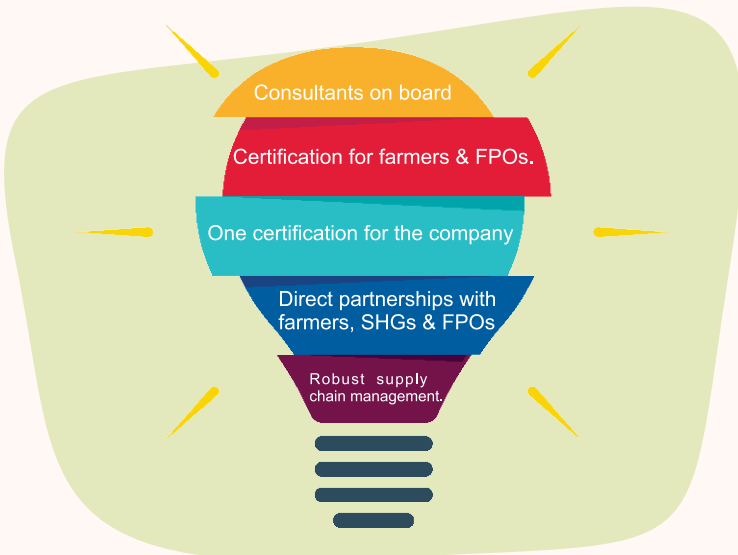 Consultants on board
Certification for farmers & FPOs.
One certification for the company
Direct partnerships with
farmers, SHGs & FPOs
Robust supply
chain management.